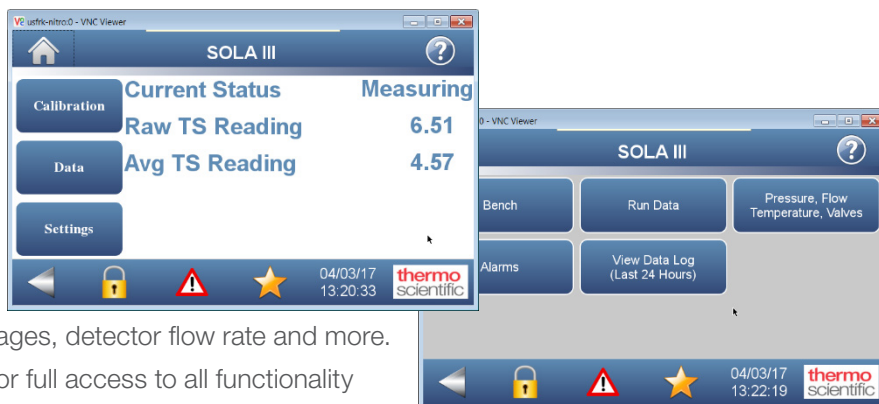 usfrk-nitro:0 - VNC Viewer
SOLA III
?
Calibration
Current Status Measuring
Raw TS Reading 6.51
Data
Avg TS Reading 4.57
Settings
04/03/17
13:20:33
thermo
scientific
:0 - VNC Viewer
SOLA III
?
Bench
Run Data
Pressure, Flow
Temperature, Valves
Alarms
View Data Log
(Last 24 Hours)
04/03/17
13:22:19
thermo
scientific
ages, detector flow rate and more.
or full access to all functionality